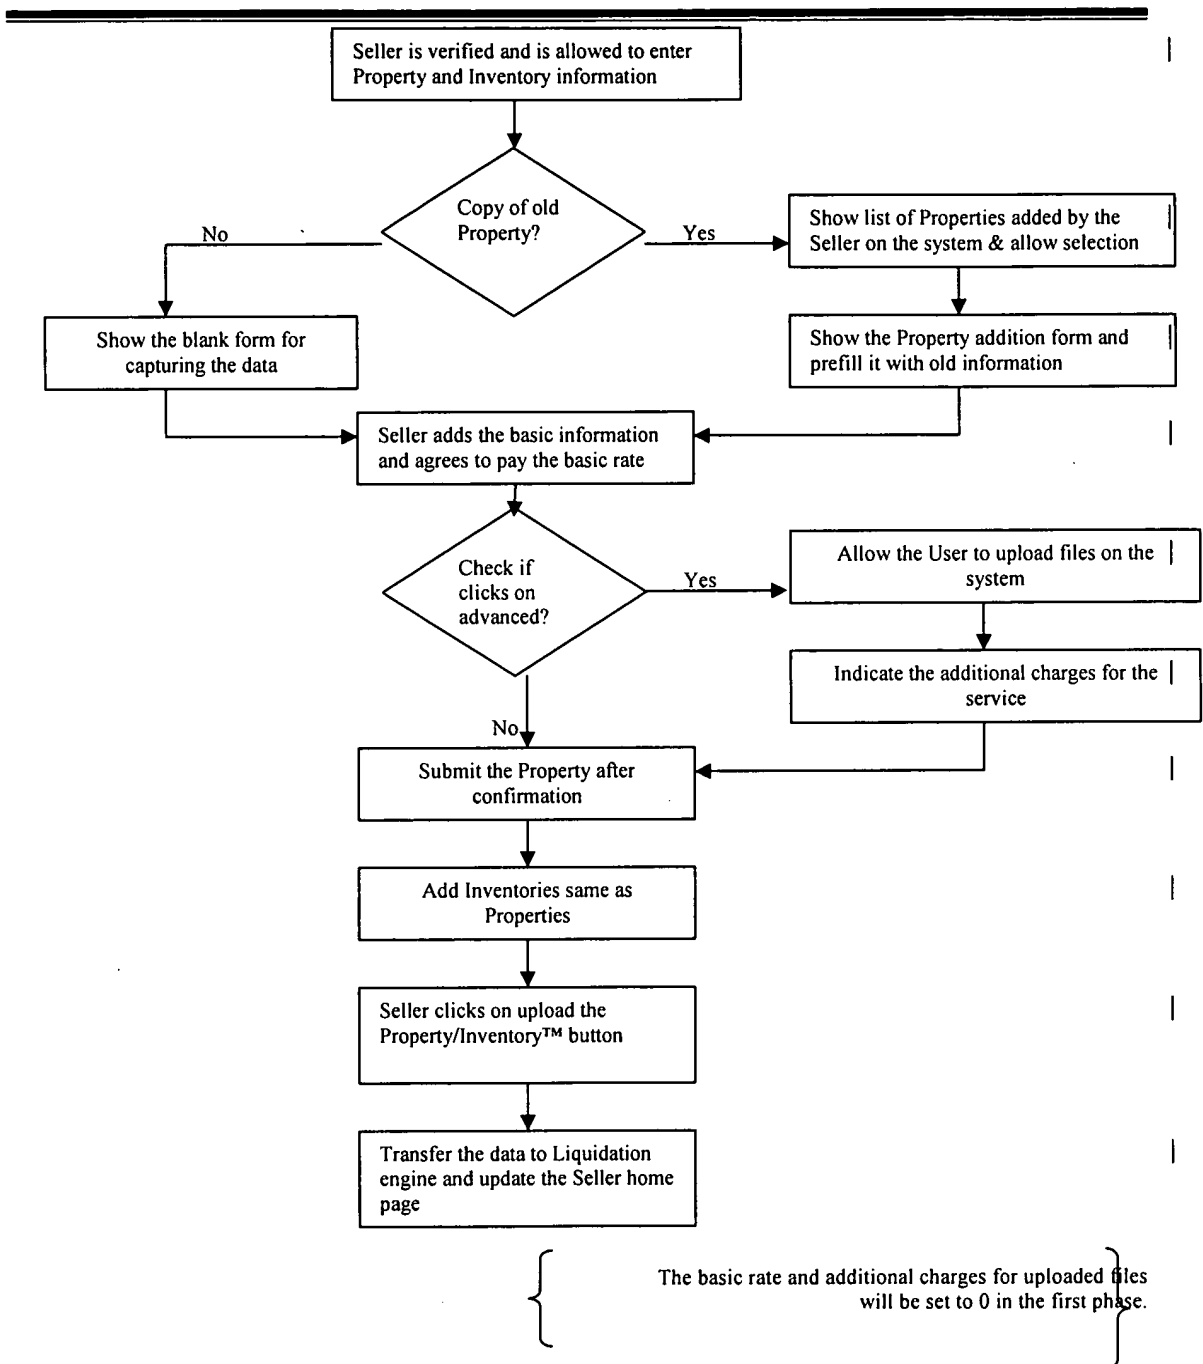 Seller is verified and is allowed to enter
Property and Inventory information
Copy of old
Property?
No
Yes
Show list of Properties added by the
Seller on the system & allow selection
Show the blank form for
capturing the data
Show the Property addition form and
prefill it with old information
Seller adds the basic information
and agrees to pay the basic rate
Check if
clicks on
advanced?
Yes
Allow the User to upload files on the
system
Indicate the additional charges for the
service
No
Submit the Property after
confirmation
Add Inventories same as
Properties
Seller clicks on upload the
Property/Inventory™ button
Transfer the data to Liquidation
engine and update the Seller home
page
The basic rate and additional charges for uploaded files
will be set to 0 in the first phase.